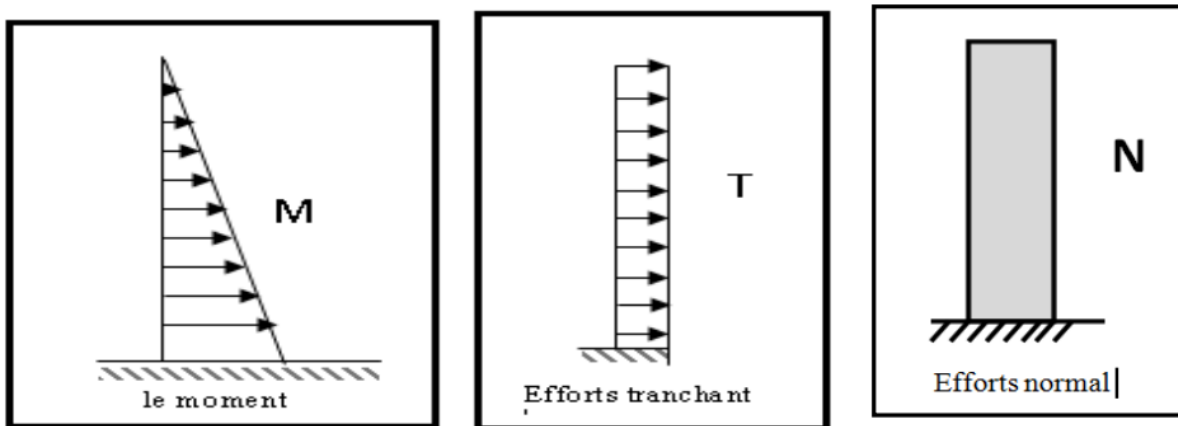 M
le moment
T
Efforts tranchant
N
Efforts normal